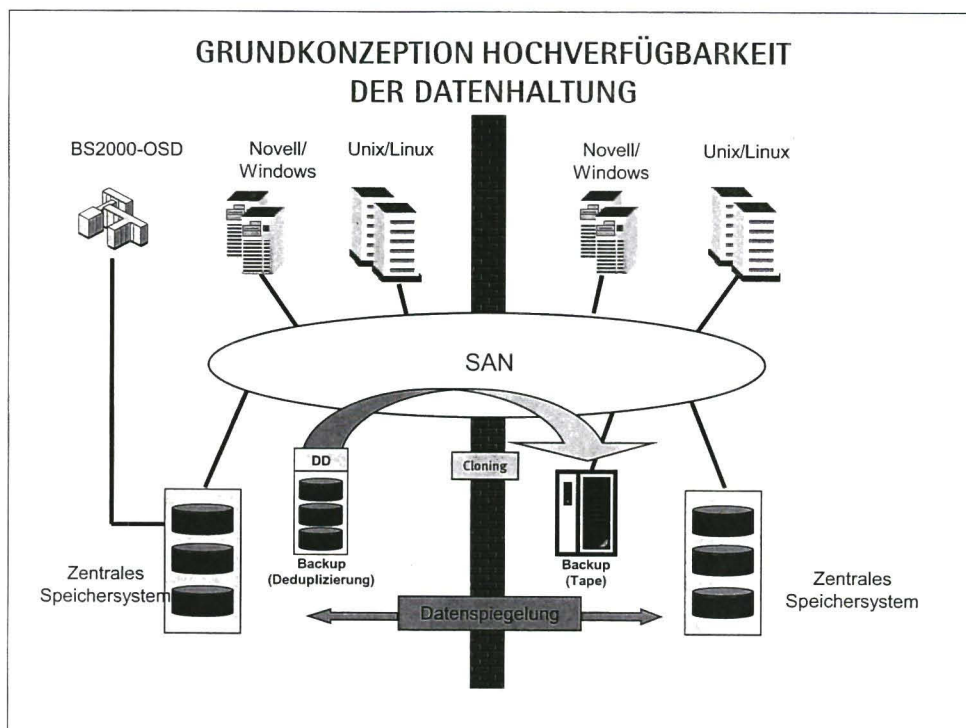 GRUNDKONZEPTION HOCHVERFÜGBARKEIT
DER DATENHALTUNG
BS2000-OSD
Novell/
Windows
Unix/Linux
Novell/
Windows
Unix/Linux
SAN
DD
Cloning
Backup
(Deduplizierung)
Backup
(Tape)
Zentrales
Speichersystem
Zentrales
Speichersystem
Datenspiegelung